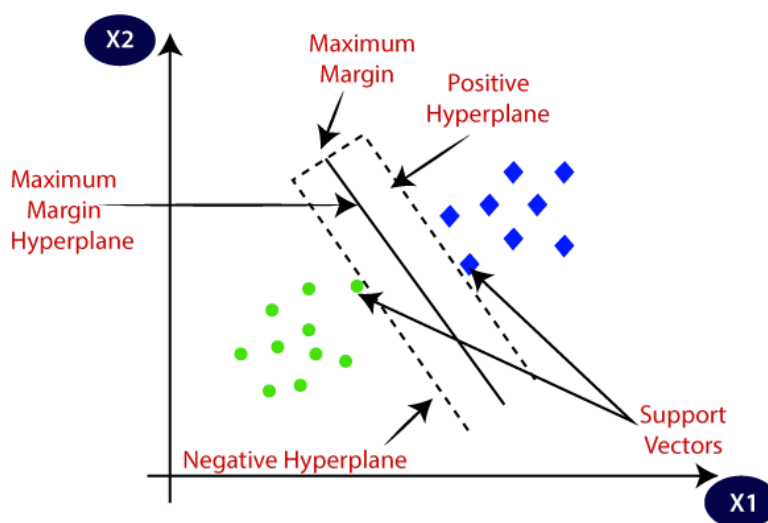 X2
Maximum
Margin
Positive
Hyperplane
Maximum
Margin
Hyperplane
Support
Vectors
Negative Hyperplane
X1